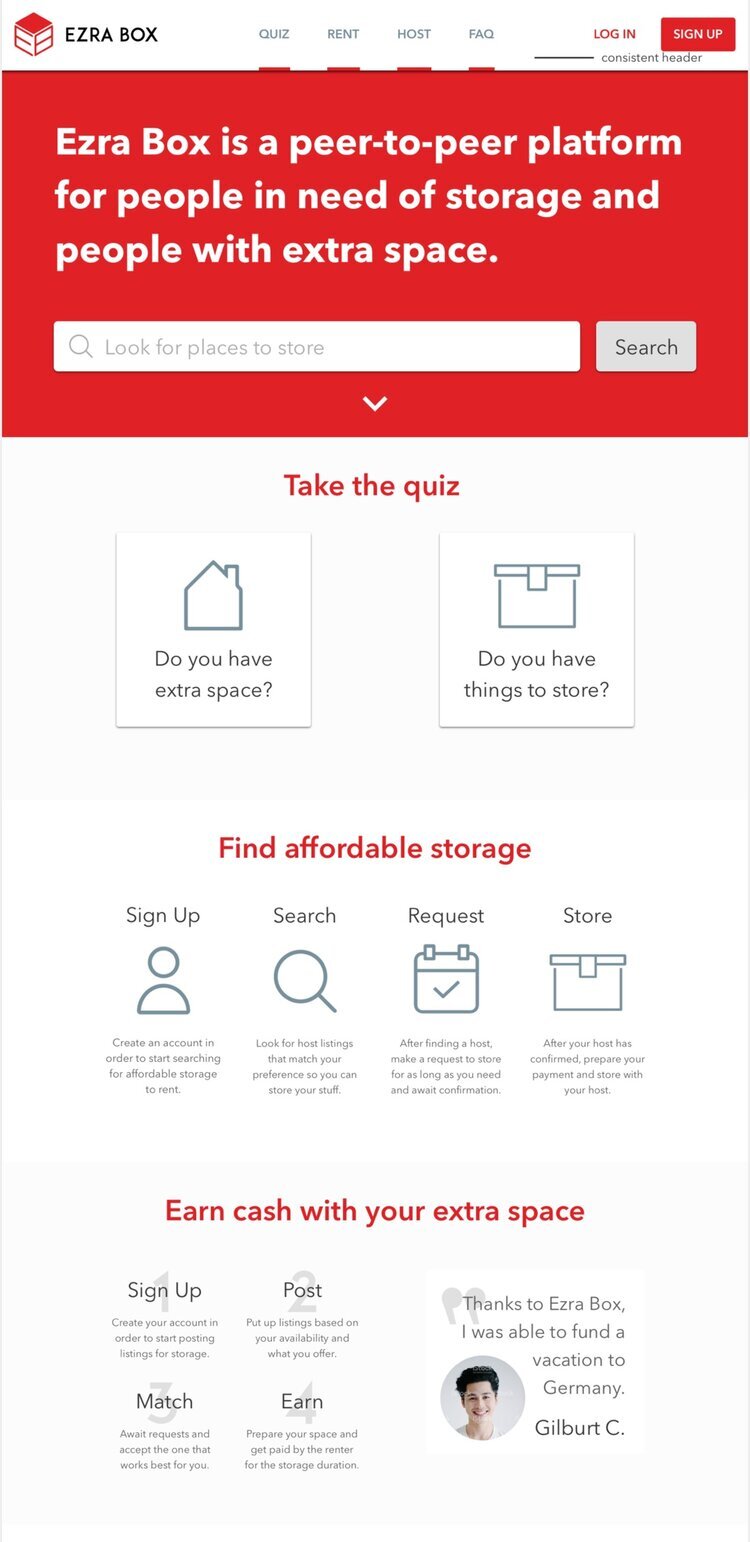 EZRA BOX
QUIZ RENT HOST FAQ
LOG IN
SIGN UP
consistent header
Ezra Box is a peer-to-peer platform
for people in need of storage and
people with extra space.
Look for places to store
Search
Take the quiz
Do you have
extra space?
Do you have
things to store?
Find affordable storage
Sign Up
Create an account in
order to start searching
for affordable storage
to rent.
Search
Look for host listings
that match your
preference so you can
store your stuff.
Request
After finding a host,
make a request to store
for as long as you need
and await confirmation.
Store
After your host has
confirmed, prepare your
payment and store with
your host.
Earn cash with your extra space
1
Sign Up
Create your account in
order to start posting
listings for storage.
2
Post
Put up listings based on
your availability and
what you offer.
3
Match
Await requests and
accept the one that
works best for you.
4
Earn
Prepare your space and
get paid by the renter
for the storage duration.
"Thanks to Ezra Box,
I was able to fund a
vacation to
Germany.
Gilburt C.